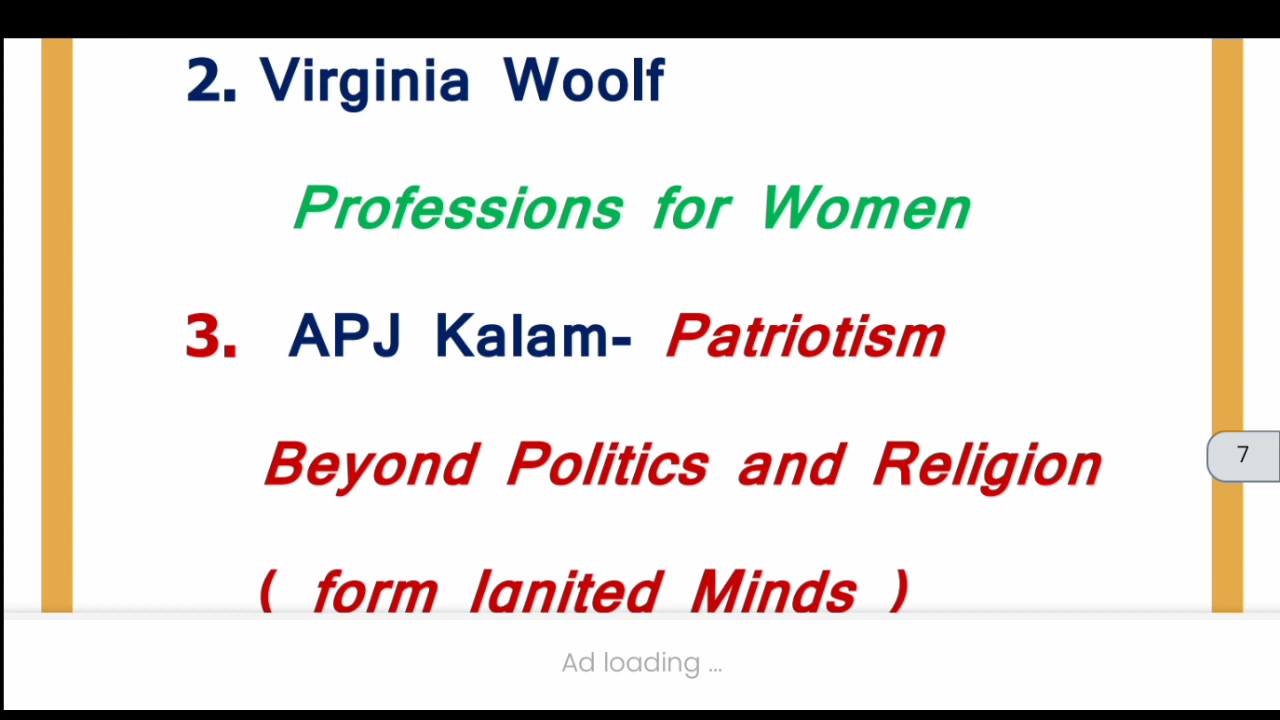 2. Virginia Woolf
Professions for Women
3. APJ Kalam- Patriotism
Beyond Politics and Religion
7
( form Ignited Minds )
Ad loading ...